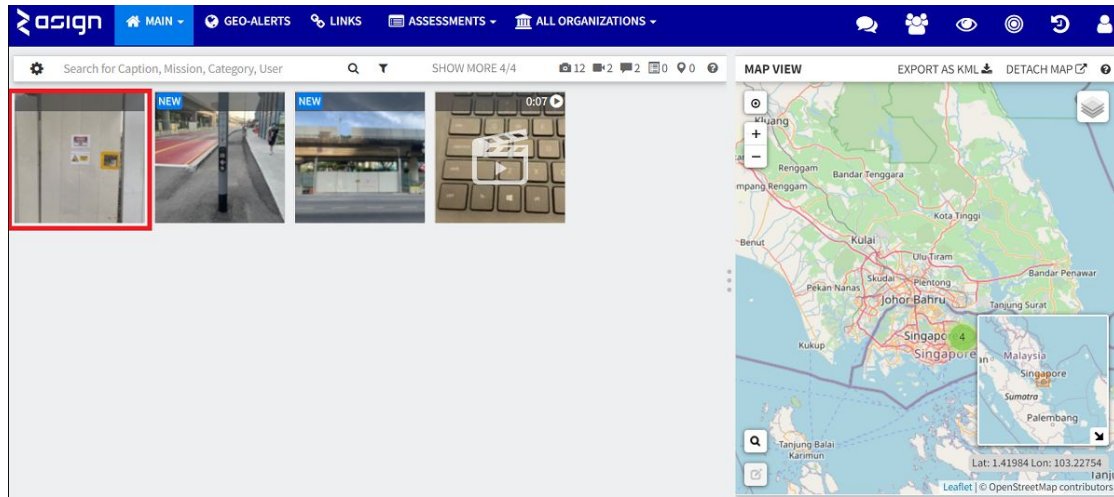 asign MAIN GEO-ALERTS LINKS ASSESSMENTS ALL ORGANIZATIONS
Search for Caption, Mission, Category, User SHOW MORE 4/4 12 2 2 0 0
MAP VIEW EXPORT AS KML DETACH MAP
NEW NEW 0:07
Kluang
+
−
Renggam
Bandar Tenggara
mpang Renggam
Kota Tinggi
Benut
Kulai
Ulu Tiram
Skudai
Plentong
Bandar Penawar
Pekan Nanas
Johor Bahru
Tanjung Surat
4
Kukup
Singapore
Malaysia
Singapore
Sumatra
Palembang
Tanjung Balai
Karimun
Lat: 1.41984 Lon: 103.22754
Leaflet | © OpenStreetMap contributors